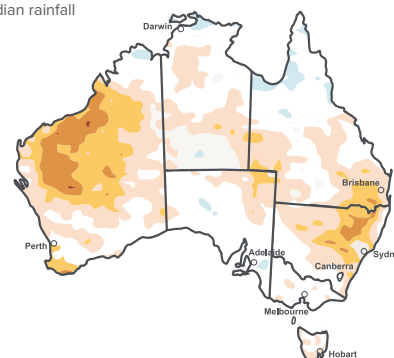 dian rainfall
Darwin
Brisbane
Perth
Adelaide
Sydn
Canberra
Melbourne
Hobart